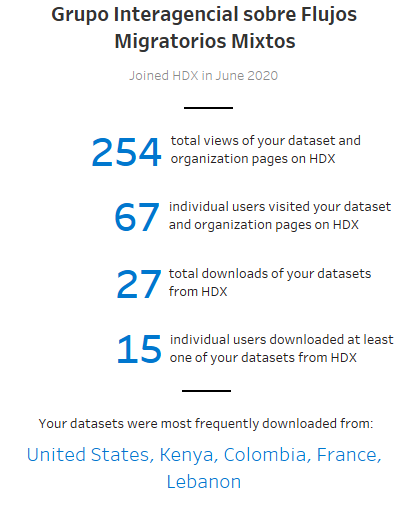 Grupo Interagencial sobre Flujos
Migratorios Mixtos
Joined HDX in June 2020
254 total views of your dataset and
organization pages on HDX
67 individual users visited your dataset
and organization pages on HDX
27 total downloads of your datasets
from HDX
15 individual users downloaded at least
one of your datasets from HDX
Your datasets were most frequently downloaded from:
United States, Kenya, Colombia, France,
Lebanon